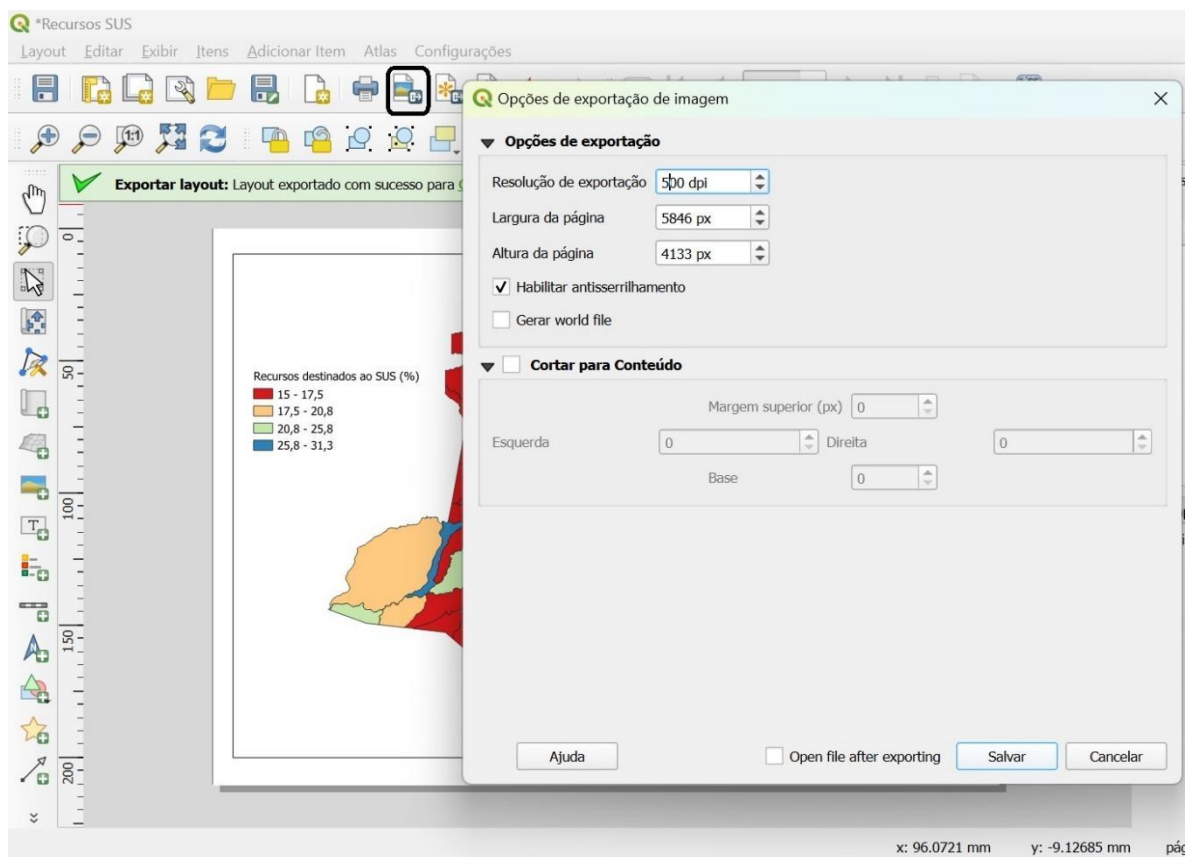 *Recursos SUS
Layout Editar Exibir Itens Adicionar Item Atlas Configurações
1:1
Opções de exportação de imagem
Opções de exportação
Resolução de exportação 500 dpi
Largura da página 5846 px
Altura da página 4133 px
Habilitar antisserrilhamento
Gerar world file
Cortar para Conteúdo
Margem superior (px) 0
Esquerda 0 Direita 0
Base 0
Ajuda Open file after exporting Salvar Cancelar
Exportar layout: Layout exportado com sucesso para
0
50
100
150
200
Recursos destinados ao SUS (%)
15 - 17,5
17,5 - 20,8
20,8 - 25,8
25,8 - 31,3
T
x: 96.0721 mm y: -9.12685 mm